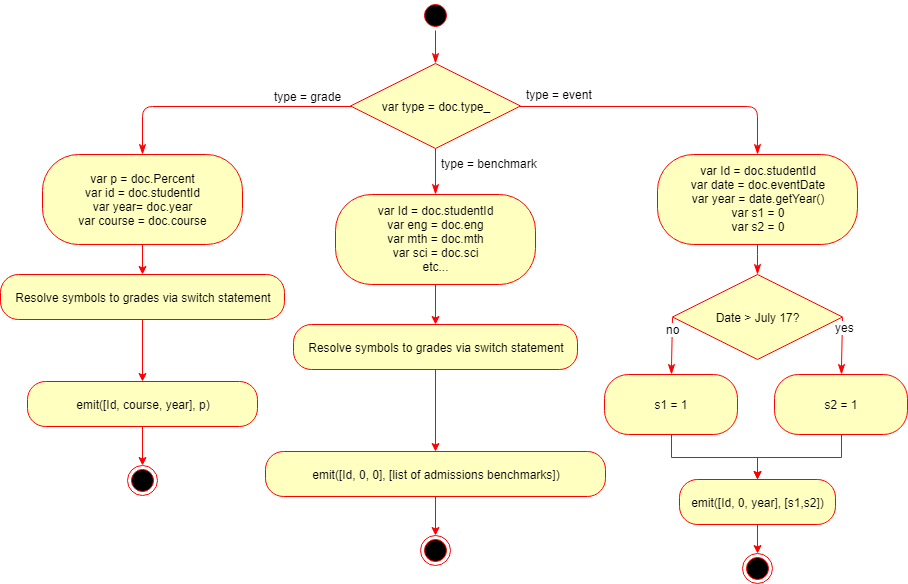 var type = doc.type_
type = grade
type = event
type = benchmark
var p = doc.Percent
var id = doc.studentId
var year= doc.year
var course = doc.course
Resolve symbols to grades via switch statement
emit([Id, course, year], p)
var Id = doc.studentId
var eng = doc.eng
var mth = doc.mth
var sci = doc.sci
etc...
Resolve symbols to grades via switch statement
emit([Id, 0, 0], [list of admissions benchmarks])
var Id = doc.studentId
var date = doc.eventDate
var year = date.getYear()
var s1 = 0
var s2 = 0
Date > July 17?
no
yes
s1 = 1
s2 = 1
emit([Id, 0, year], [s1,s2])